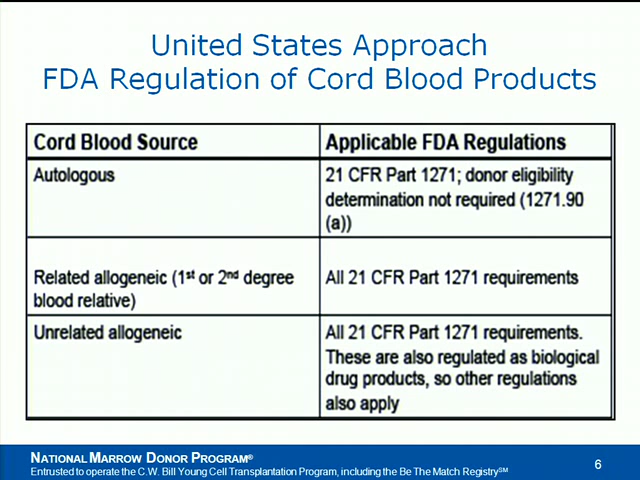 United States Approach
FDA Regulation of Cord Blood Products
Cord Blood Source
Applicable FDA Regulations
Autologous
21 CFR Part 1271; donor eligibility
determination not required (1271.90
(a))
Related allogeneic (1st or 2nd degree
blood relative)
All 21 CFR Part 1271 requirements
Unrelated allogeneic
All 21 CFR Part 1271 requirements.
These are also regulated as biological
drug products, so other regulations
also apply
NATIONAL MARROW DONOR PROGRAM®
Entrusted to operate the C.W. Bill Young Cell Transplantation Program, including the Be The Match Registry℠
6